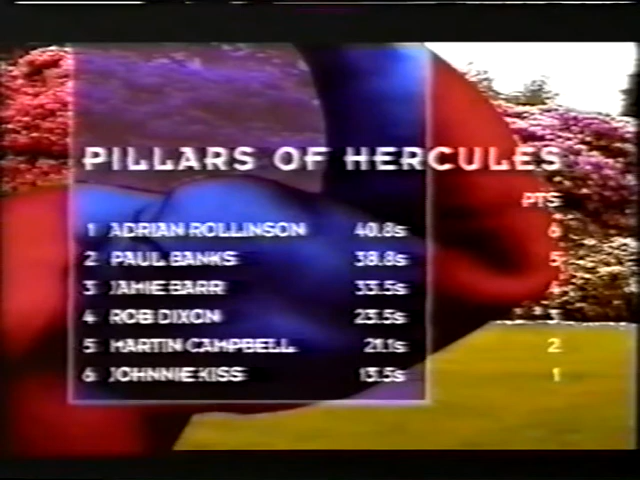 PILLARS OF HERCULES
PTS
1 ADRIAN ROLLINSON 40.8s 6
2 PAUL BANKS 38.8s 5
3 JAMIE BARR 33.5s 4
4 ROB DIXON 23.5s 3
5 MARTIN CAMPBELL 21.1s 2
6 JOHNNIE KISS 13.5s 1